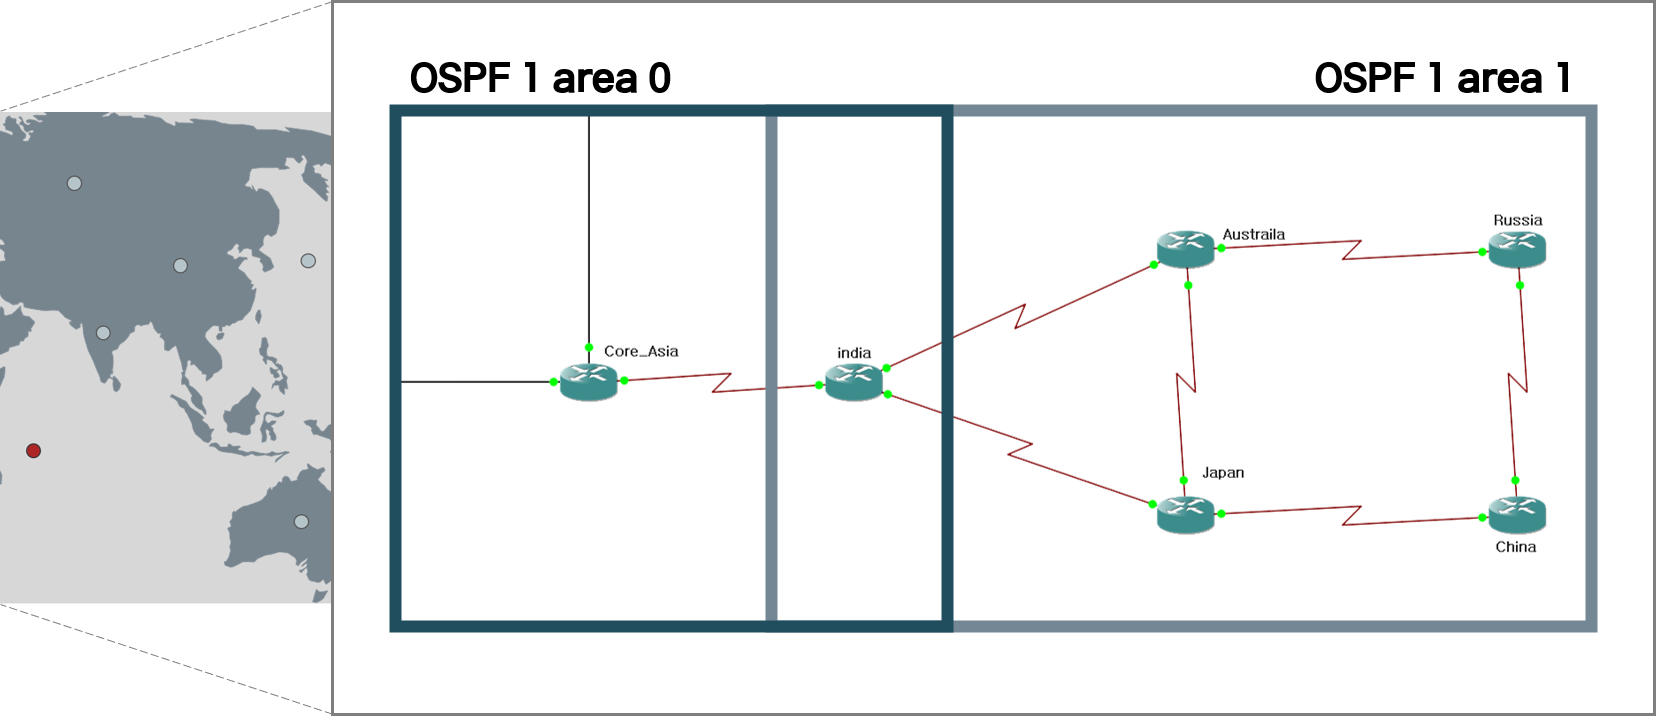 OSPF 1 area 0
OSPF 1 area 1
Russia
Austraila
Core_Asia
india
Japan
China